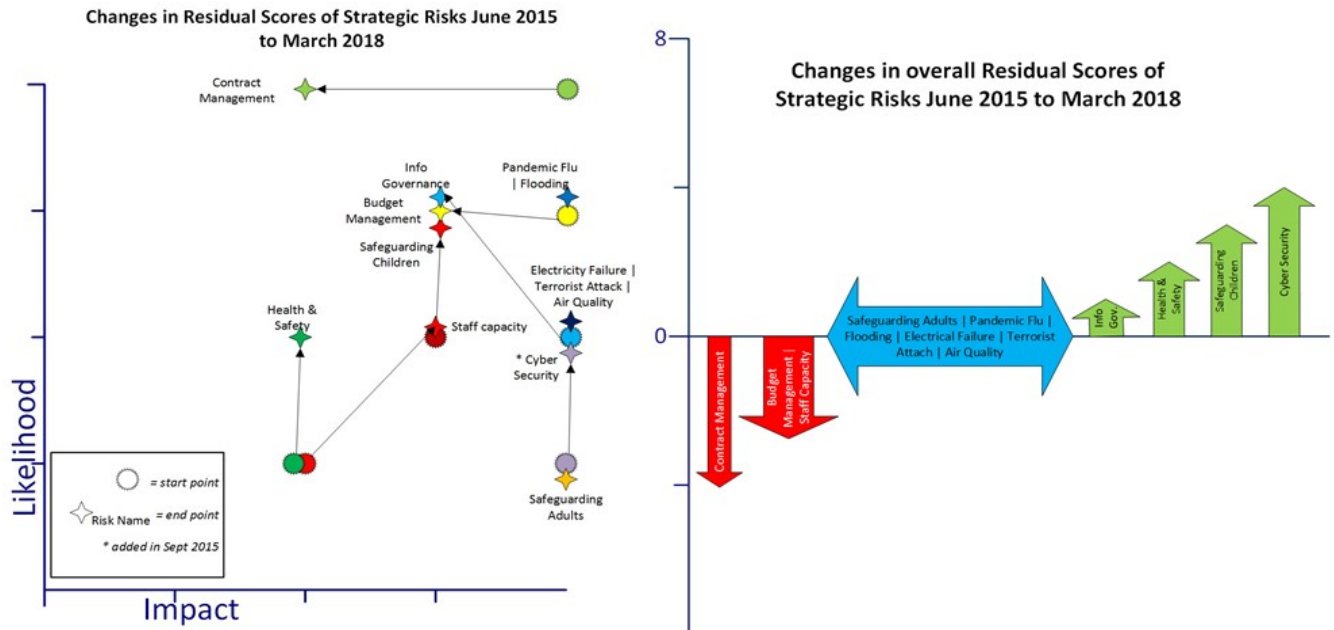 Changes in Residual Scores of Strategic Risks June 2015
to March 2018
Contract
Management
Info
Governance
Pandemic Flu
| Flooding
Budget
Management
Safeguarding
Children
Electricity Failure |
Terrorist Attack |
Air Quality
Health &
Safety
Staff capacity
* Cyber
Security
Safeguarding
Adults
Likelihood
Impact
= start point
Risk Name = end point
* added in Sept 2015
8
Changes in overall Residual Scores of
Strategic Risks June 2015 to March 2018
0
Contract Management
Budget
Management |
Staff Capacity
Safeguarding Adults | Pandemic Flu |
Flooding | Electrical Failure | Terrorist
Attach | Air Quality
Info
Gov.
Health &
Safety
Safeguarding
Children
Cyber Security